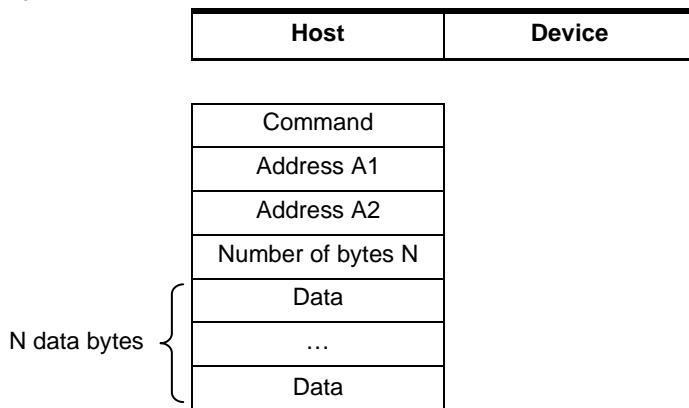 Host Device
Command
Address A1
Address A2
Number of bytes N
Data
N data bytes …
Data